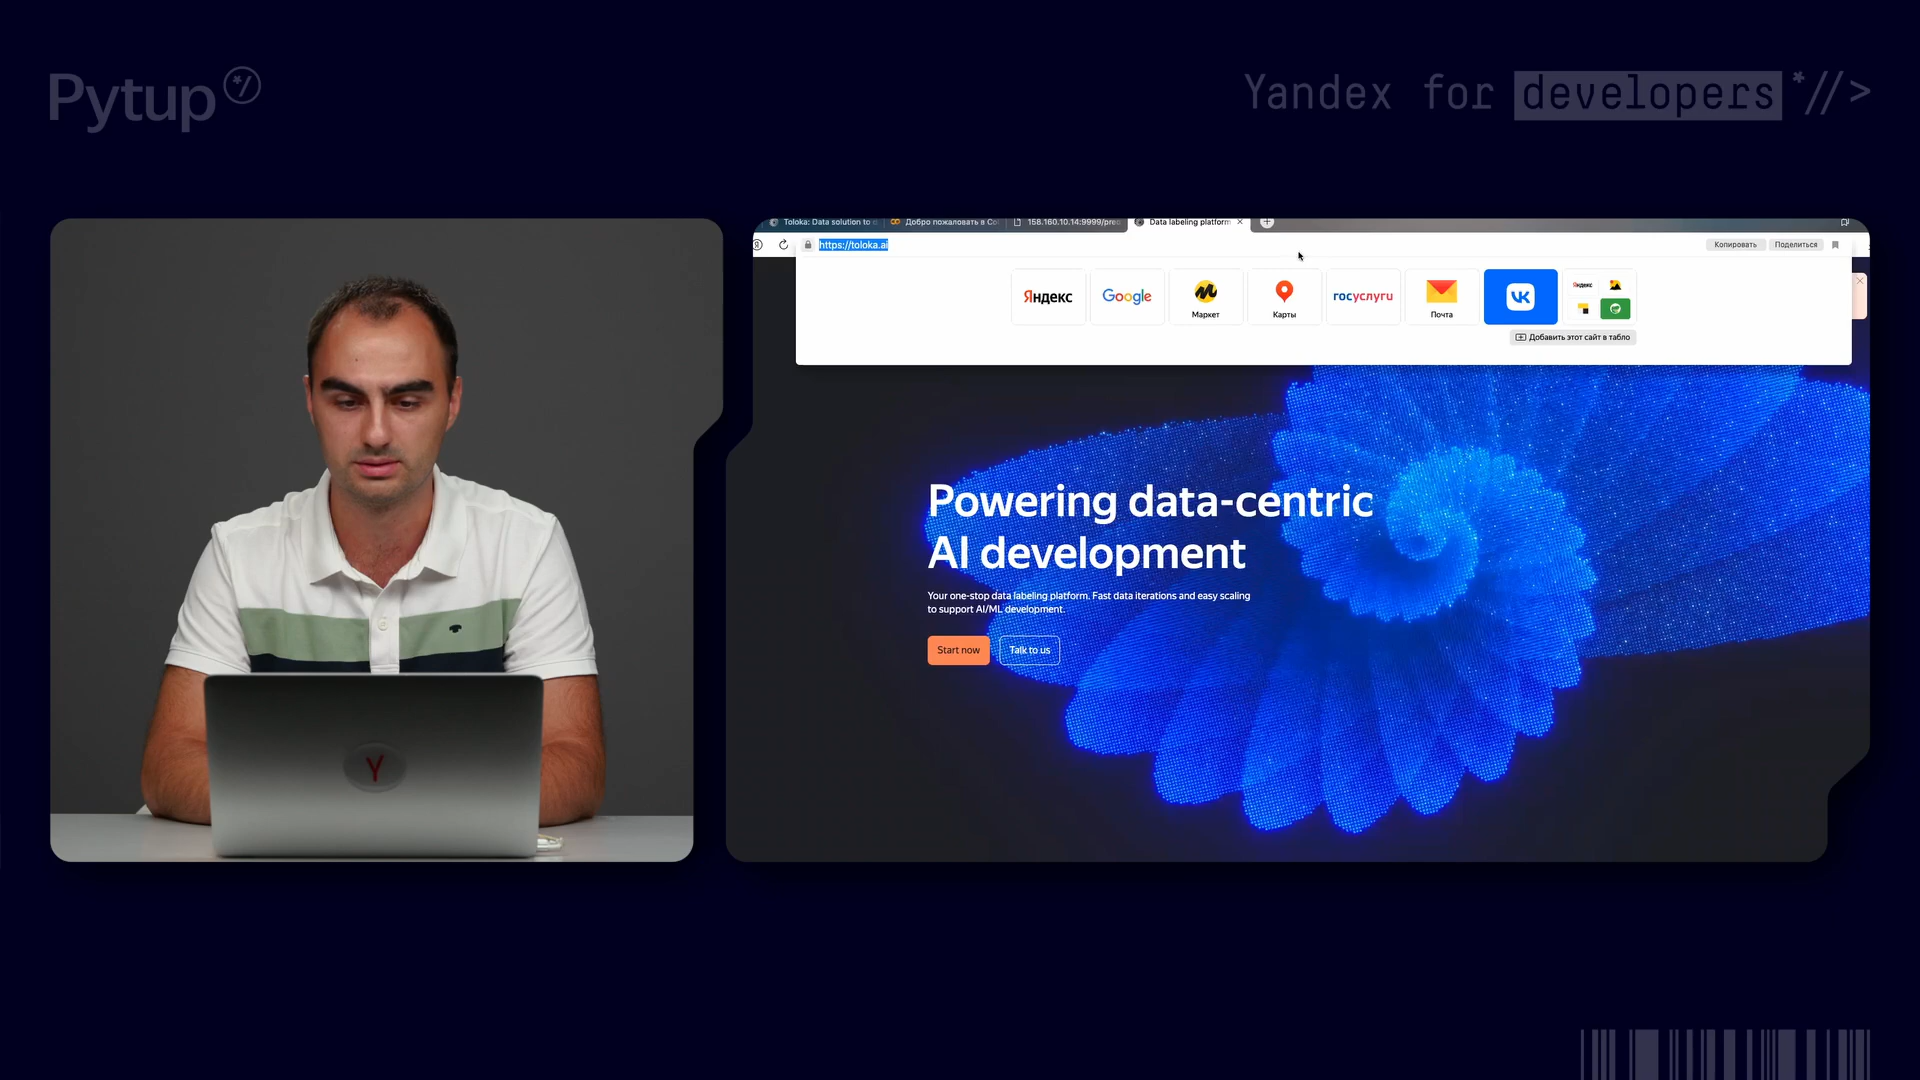 Pytup
Yandex for developers *//>
Toloka: Data solution to e
Добро пожаловать в Co
158.160.10.14:9999/pred
Data labeling platform
https://toloka.ai
Копировать
Поделиться
Яндекс
Google
Маркет
Карты
госуслуги
Почта
VK
Яндекс
Добавить этот сайт в табло
Powering data-centric
AI development
Your one-stop data labeling platform. Fast data iterations and easy scaling
to support AI/ML development.
Start now
Talk to us
Y